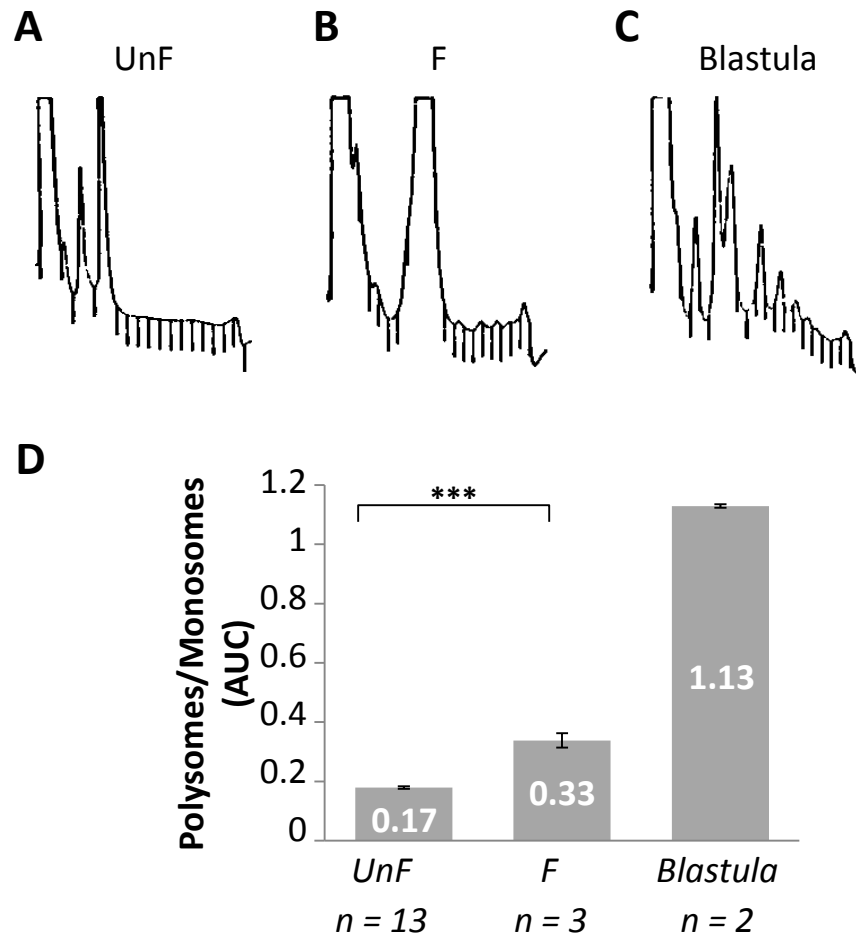 A
UnF
B
F
C
Blastula
D
Polysomes/Monosomes
(AUC)
1.2
1
0.8
0.6
0.4
0.2
0
***
0.17
0.33
1.13
UnF
F
Blastula
n = 13
n = 3
n = 2